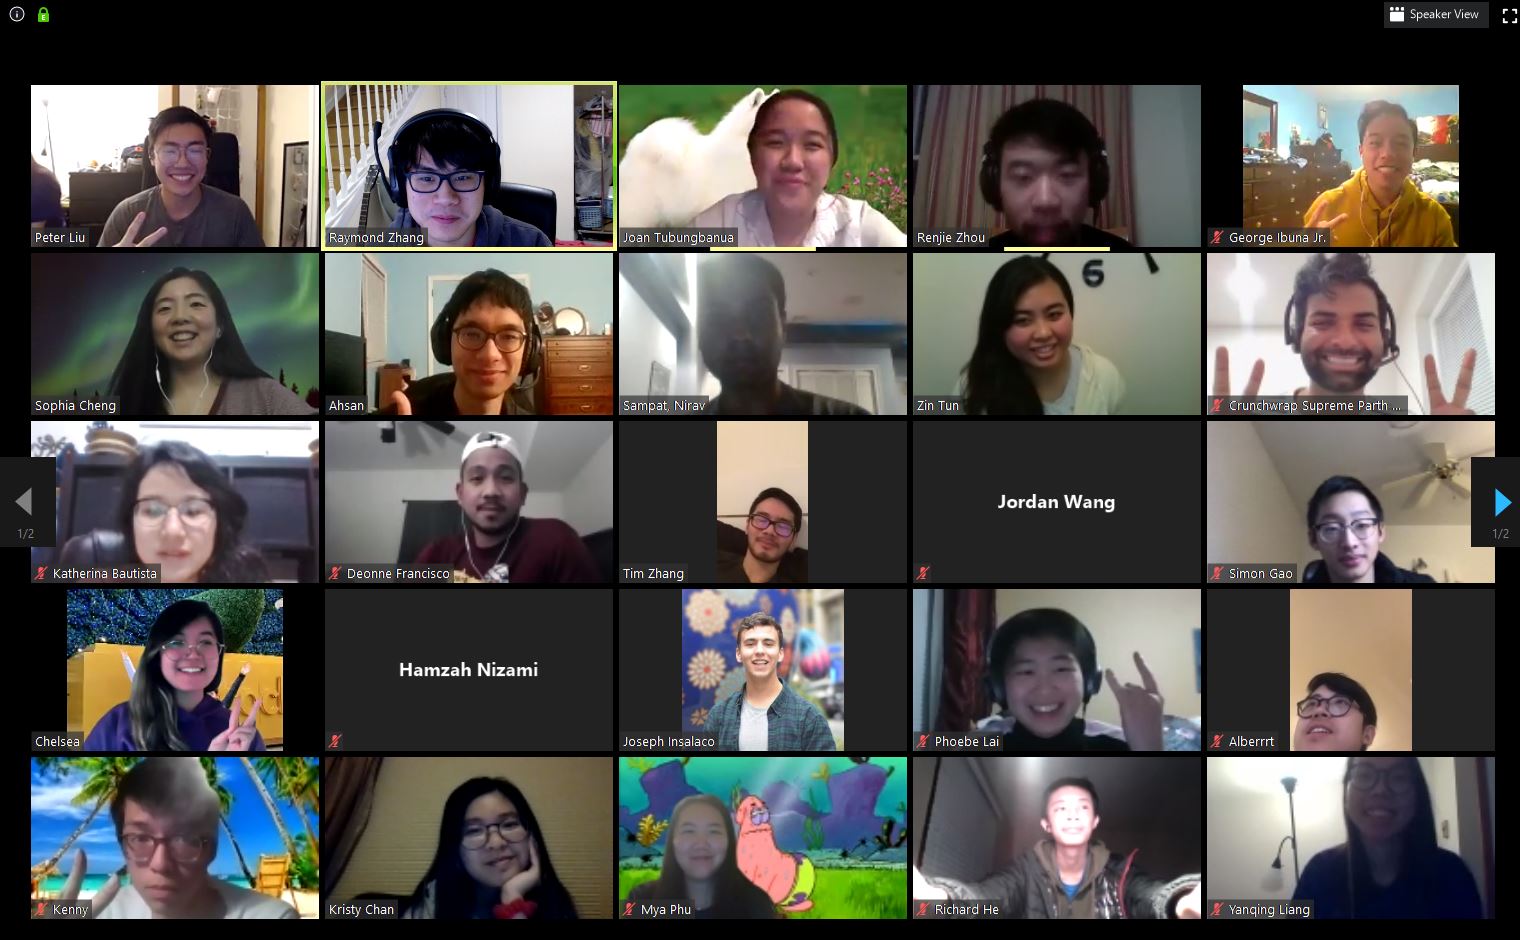 Speaker View
Peter Liu
Raymond Zhang
Joan Tubungbanua
Renjie Zhou
George Ibuna Jr.
Sophia Cheng
Ahsan
Sampat, Nirav
Zin Tun
Crunchwrap Supreme Parth ...
6
1/2
Katherina Bautista
Deonne Francisco
Tim Zhang
Jordan Wang
Simon Gao
1/2
Chelsea
Hamzah Nizami
Joseph Insalaco
Phoebe Lai
Alberrrt
Kenny
Kristy Chan
Mya Phu
Richard He
Yanqing Liang